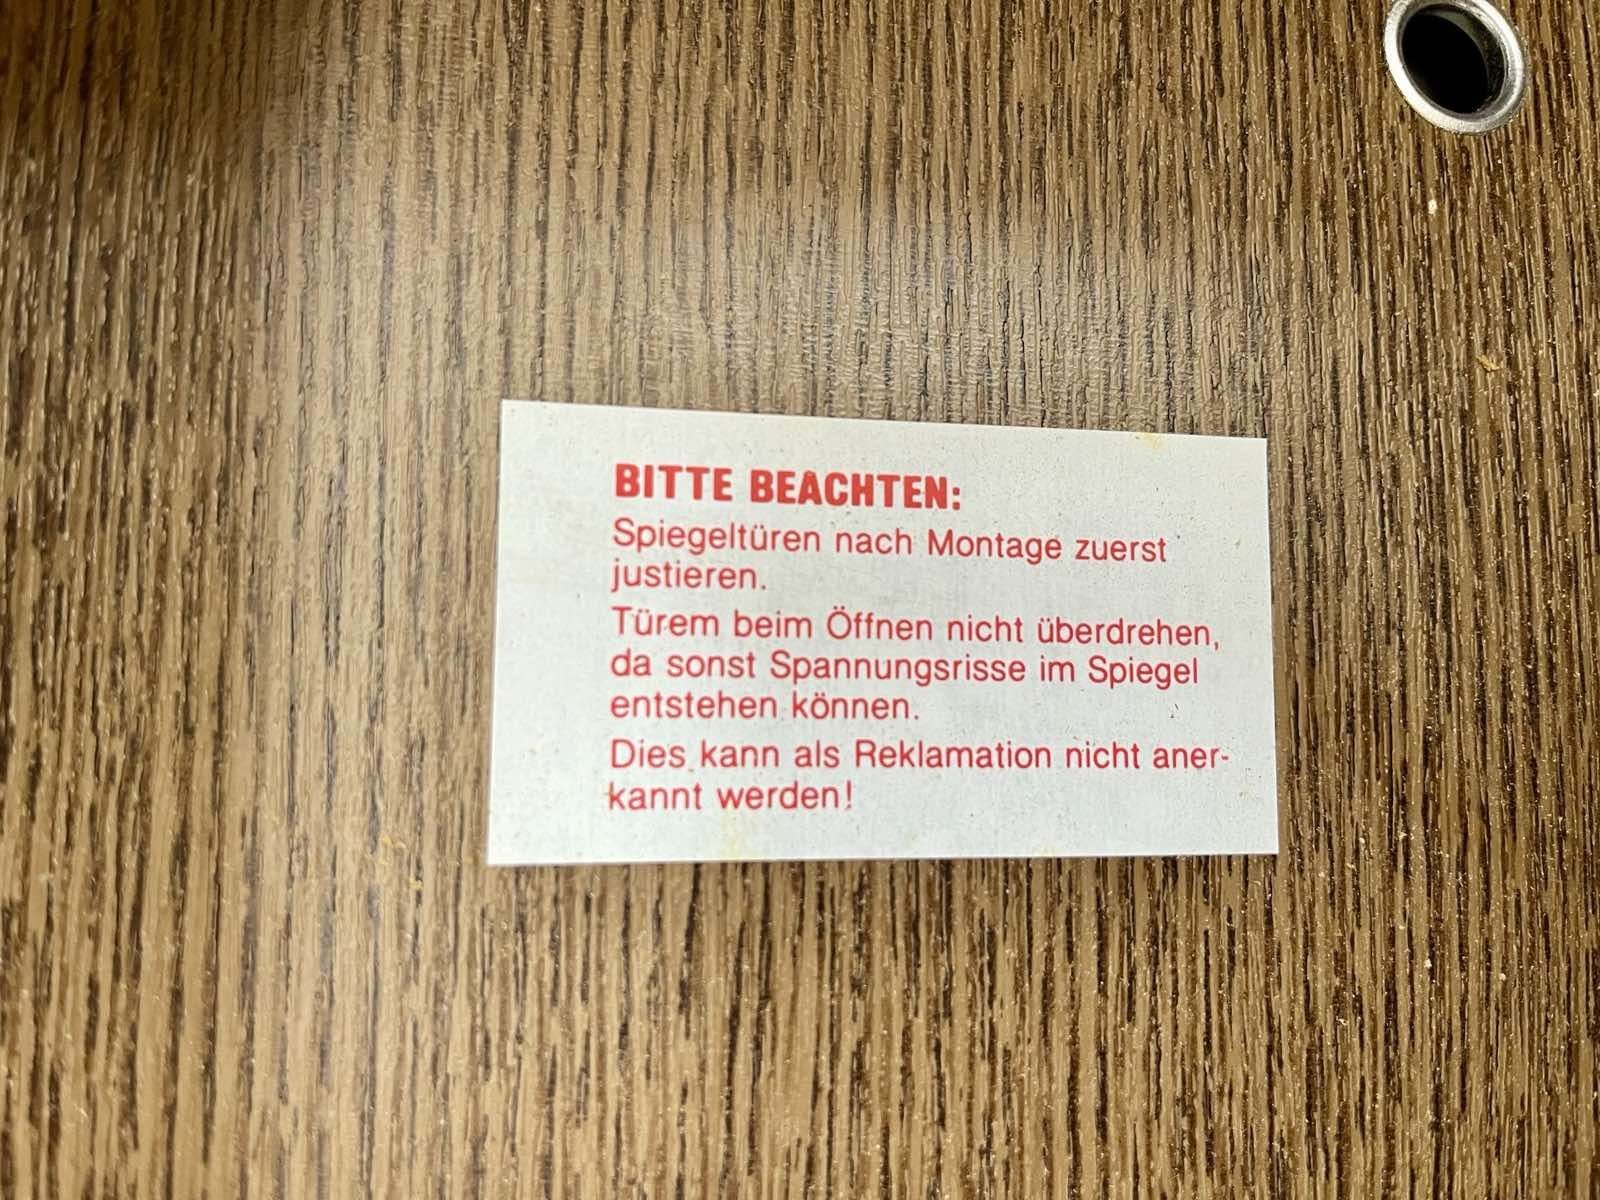 BITTE BEACHTEN:
Spiegeltüren nach Montage zuerst
justieren.
Türem beim Öffnen nicht überdrehen,
da sonst Spannungsrisse im Spiegel
entstehen können.
Dies kann als Reklamation nicht aner-
kannt werden!